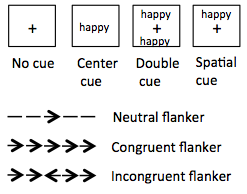 happy happy
happy
happy
No cue Center cue Double cue Spatial cue
Neutral flanker
Congruent flanker
Incongruent flanker